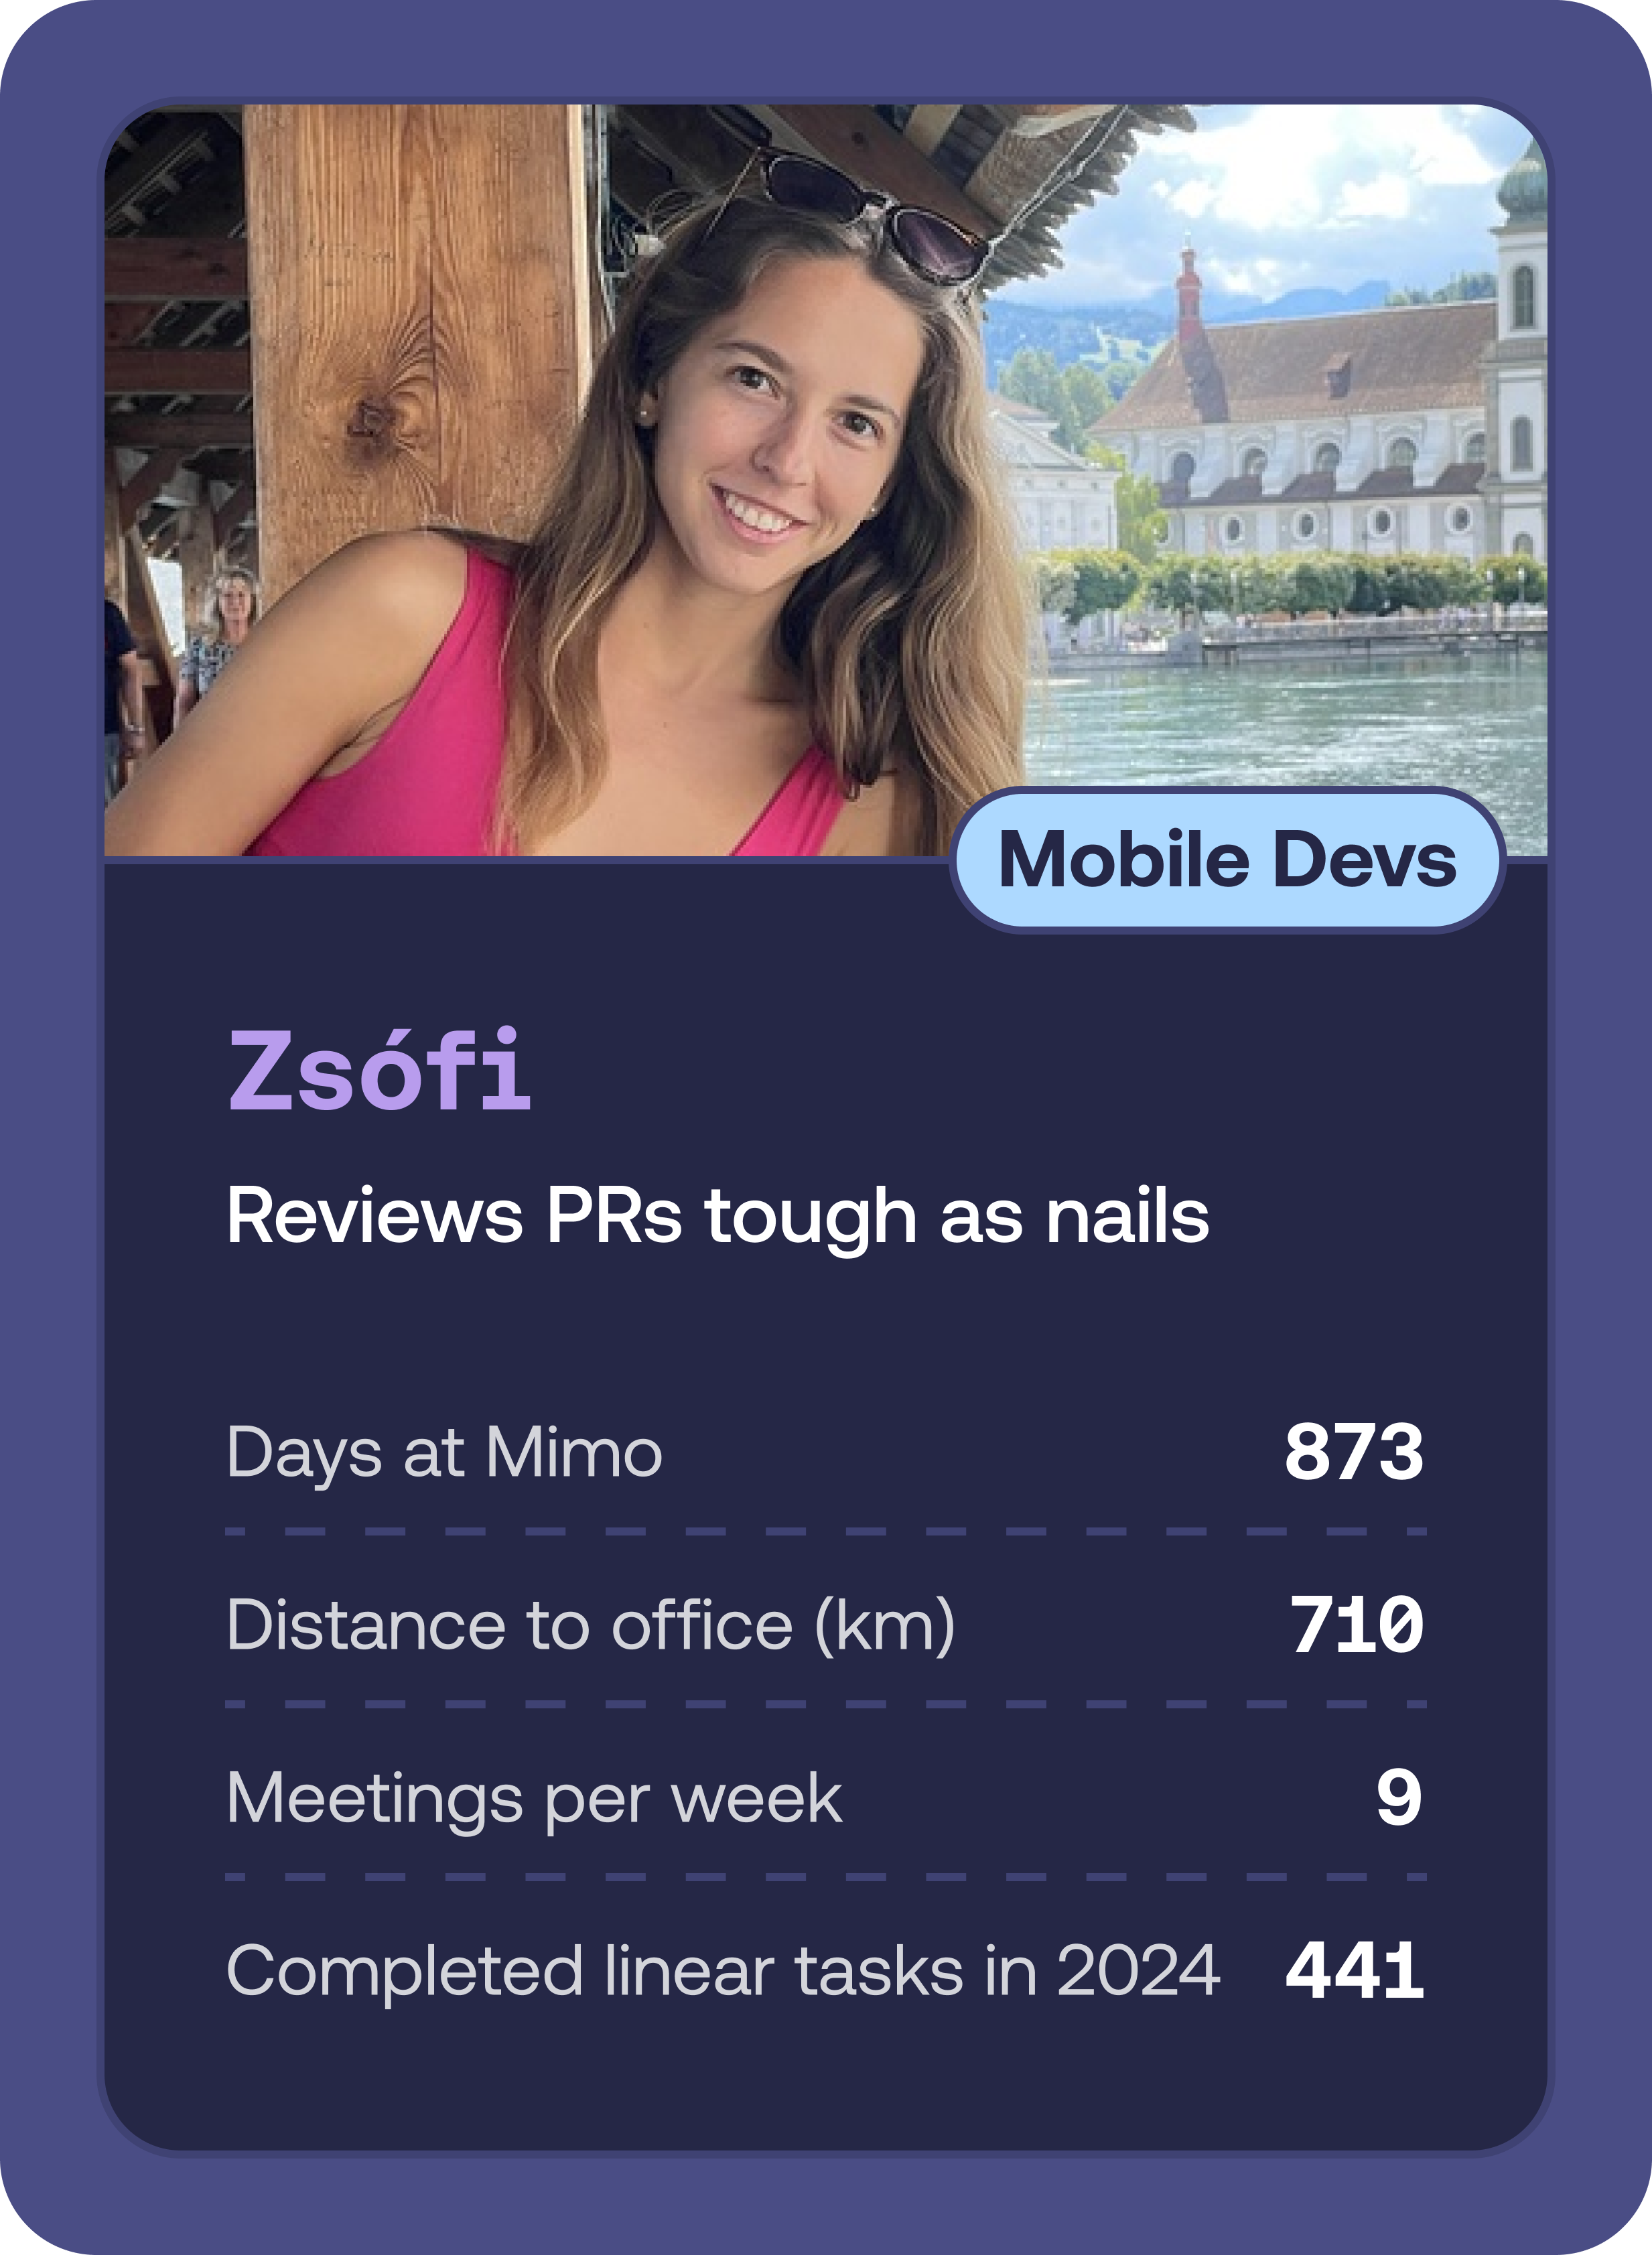 Mobile Devs
Zsófi
Reviews PRs tough as nails
Days at Mimo 873
Distance to office (km) 710
Meetings per week 9
Completed linear tasks in 2024 441